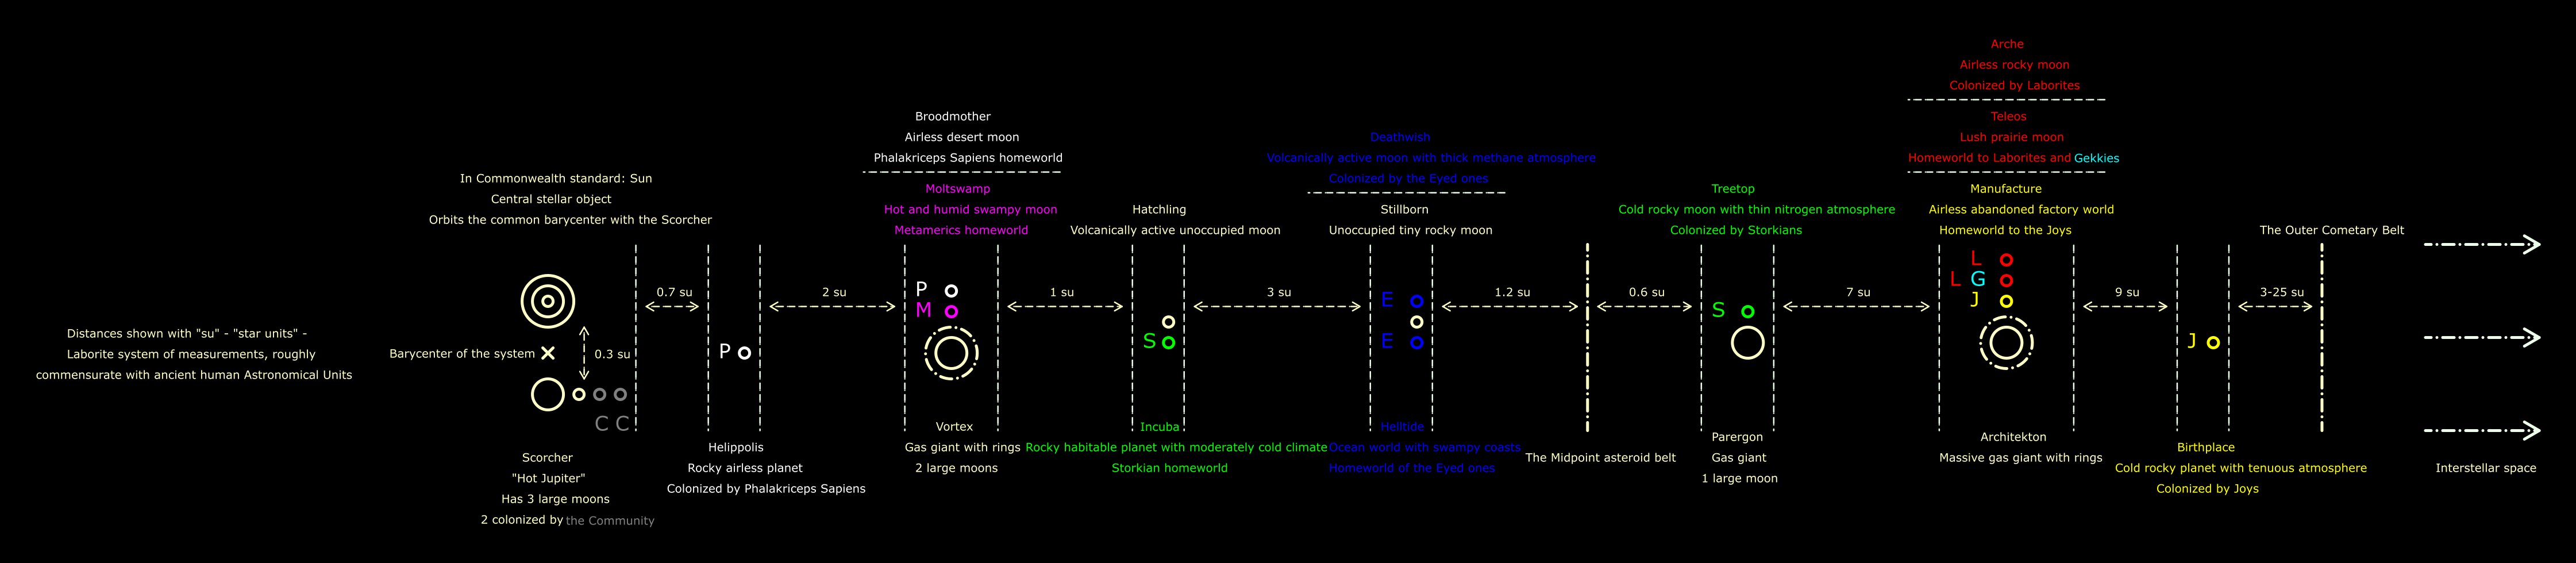 Distances shown with "su" - "star units" -
Laborite system of measurements, roughly
commensurate with ancient human Astronomical Units
In Commonwealth standard: Sun
Central stellar object
Orbits the common barycenter with the Scorcher
Barycenter of the system
0.3 su
C C
Scorcher
"Hot Jupiter"
Has 3 large moons
2 colonized by the Community
0.7 su
P
Helippolis
Rocky airless planet
Colonized by Phalakriceps Sapiens
2 su
Broodmother
Airless desert moon
Phalakriceps Sapiens homeworld
Moltswamp
Hot and humid swampy moon
Metamerics homeworld
P
M
Vortex
Gas giant with rings
2 large moons
1 su
Hatchling
Volcanically active unoccupied moon
S
Incuba
Rocky habitable planet with moderately cold climate
Storkian homeworld
3 su
Deathwish
Volcanically active moon with thick methane atmosphere
Colonized by the Eyed ones
Stillborn
Unoccupied tiny rocky moon
E
E
Helltide
Ocean world with swampy coasts
Homeworld of the Eyed ones
1.2 su
The Midpoint asteroid belt
0.6 su
Treetop
Cold rocky moon with thin nitrogen atmosphere
Colonized by Storkians
S
Parergon
Gas giant
1 large moon
7 su
Arche
Airless rocky moon
Colonized by Laborites
Teleos
Lush prairie moon
Homeworld to Laborites and Gekkies
Manufacture
Airless abandoned factory world
Homeworld to the Joys
L
L G
J
Architekton
Massive gas giant with rings
9 su
J
Birthplace
Cold rocky planet with tenuous atmosphere
Colonized by Joys
3-25 su
The Outer Cometary Belt
Interstellar space